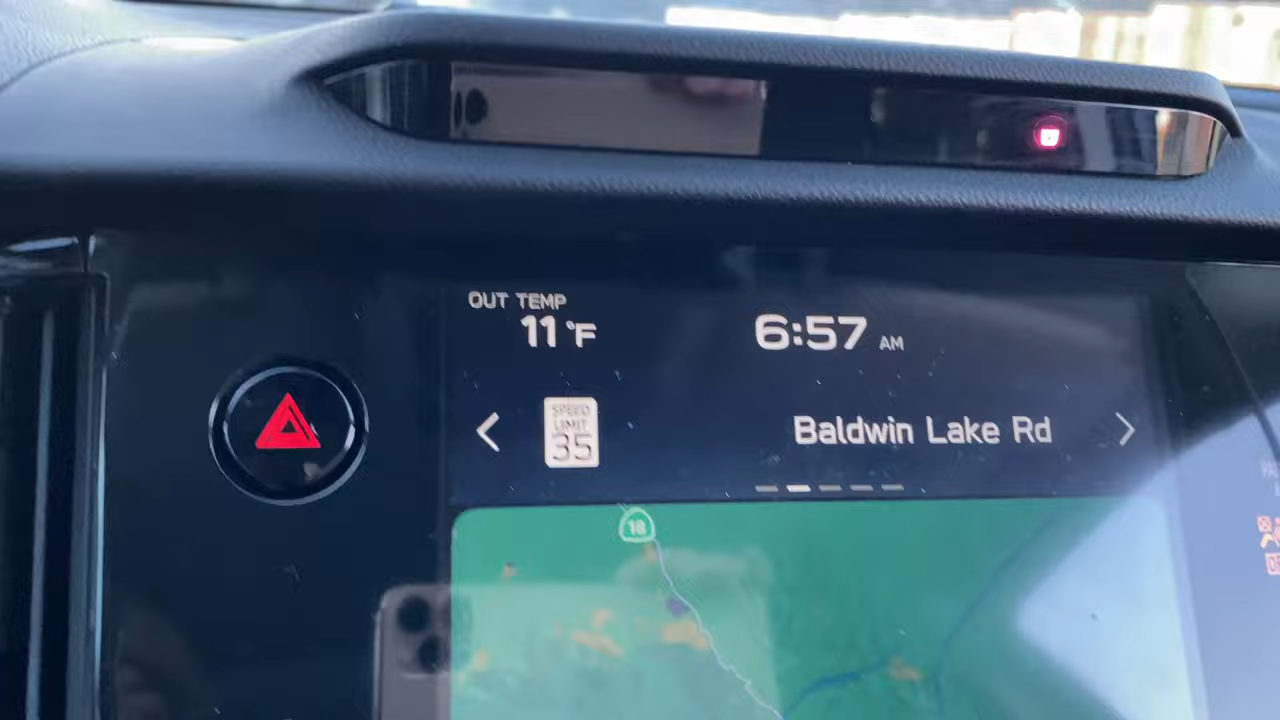 OUT TEMP
11 °F
6:57 AM
SPEED
LIMIT
35
Baldwin Lake Rd
18